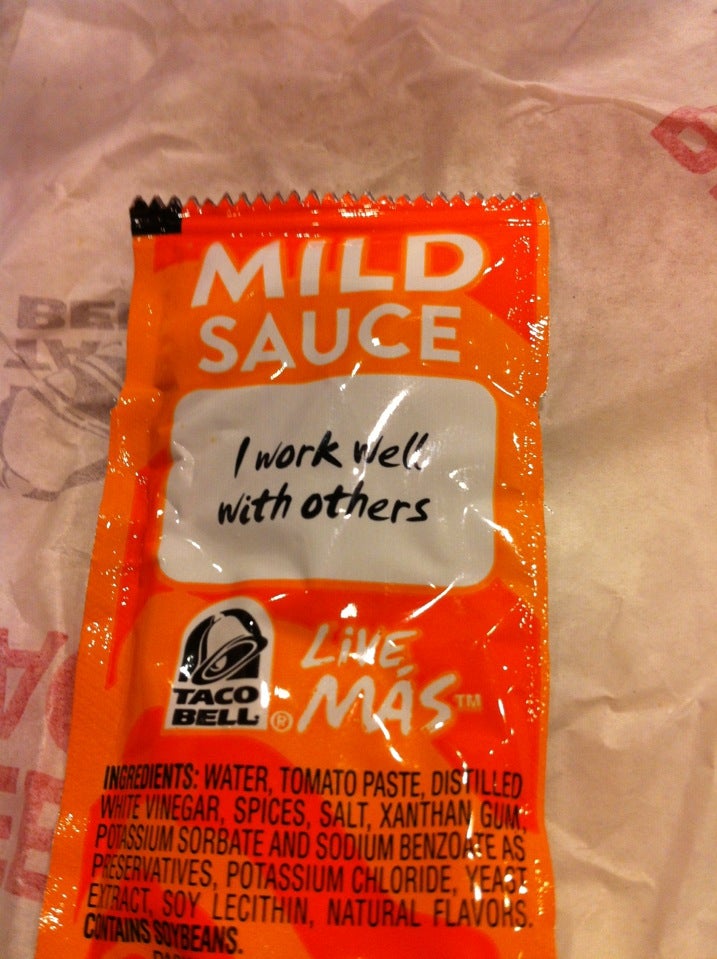 MILD
SAUCE
I work well
with others
TACO
BELL®
LiVE
MÁS™
INGREDIENTS: WATER, TOMATO PASTE, DISTILLED
WHITE VINEGAR, SPICES, SALT, XANTHAN GUM,
POTASSIUM SORBATE AND SODIUM BENZOATE AS
PRESERVATIVES, POTASSIUM CHLORIDE, YEAST
EXTRACT, SOY LECITHIN, NATURAL FLAVORS.
CONTAINS SOYBEANS.